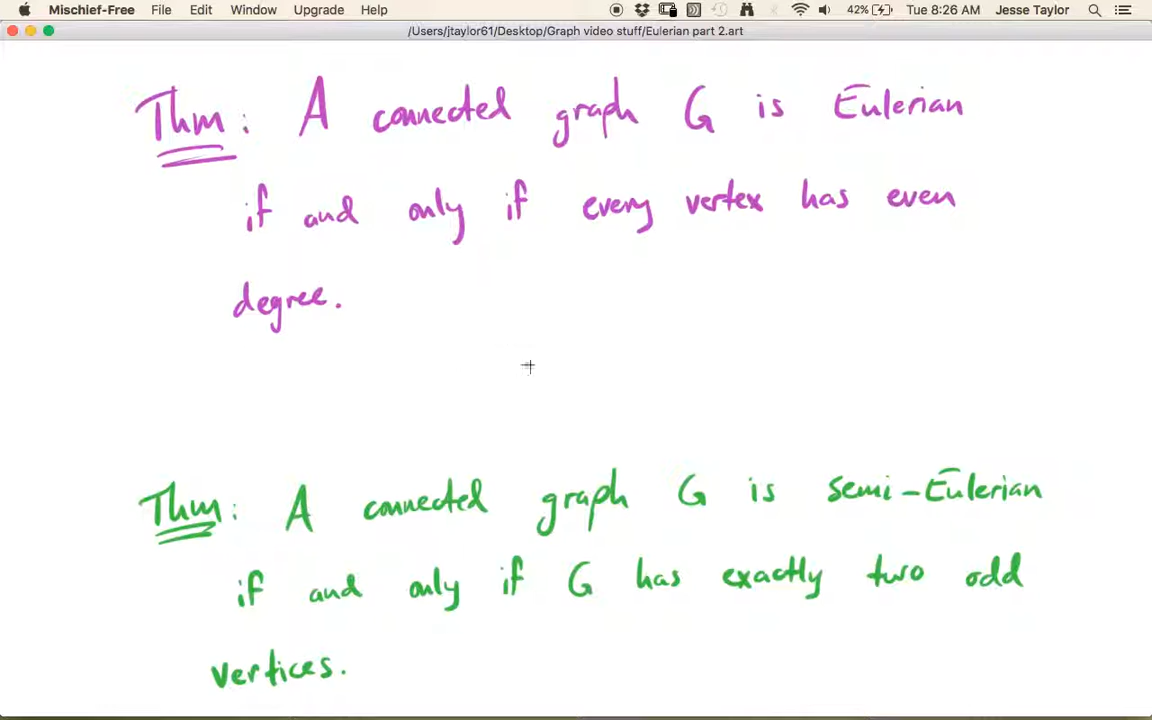 Mischief-Free File Edit Window Upgrade Help 42% Tue 8:26 AM Jesse Taylor
/Users/jtaylor61/Desktop/Graph video stuff/Eulerian part 2.art
Thm: A connected graph G is Eulerian
if and only if every vertex has even
degree.
Thm: A connected graph G is semi-Eulerian
if and only if G has exactly two odd
vertices.